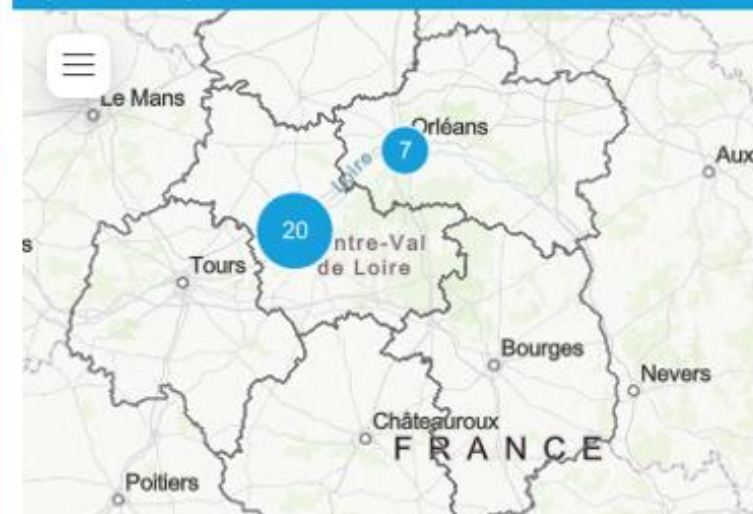 Le Mans
Orléans
7
Loire
Aux
20
ntre-Val
de Loire
s
Tours
Bourges
Nevers
Châteauroux
FRANCE
Poitiers